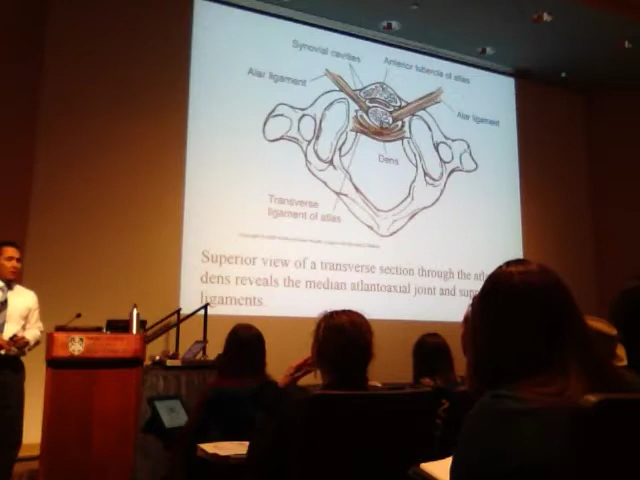 Synovial cavities
Anterior tubercle of atlas
Alar ligament
Alar ligament
Dens
Transverse
ligament of atlas
Superior view of a transverse section through the
dens reveals the median atlantoaxial joint and
ligaments.